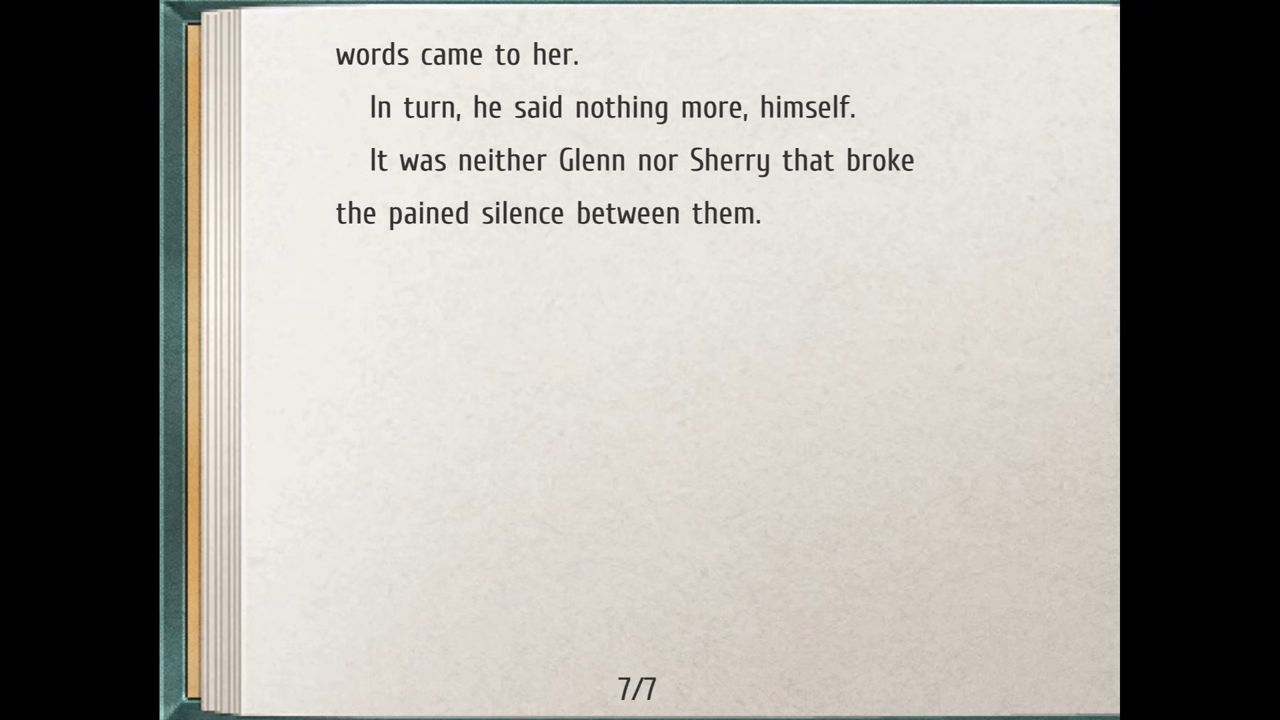 words came to her.
In turn, he said nothing more, himself.
It was neither Glenn nor Sherry that broke
the pained silence between them.
7/7